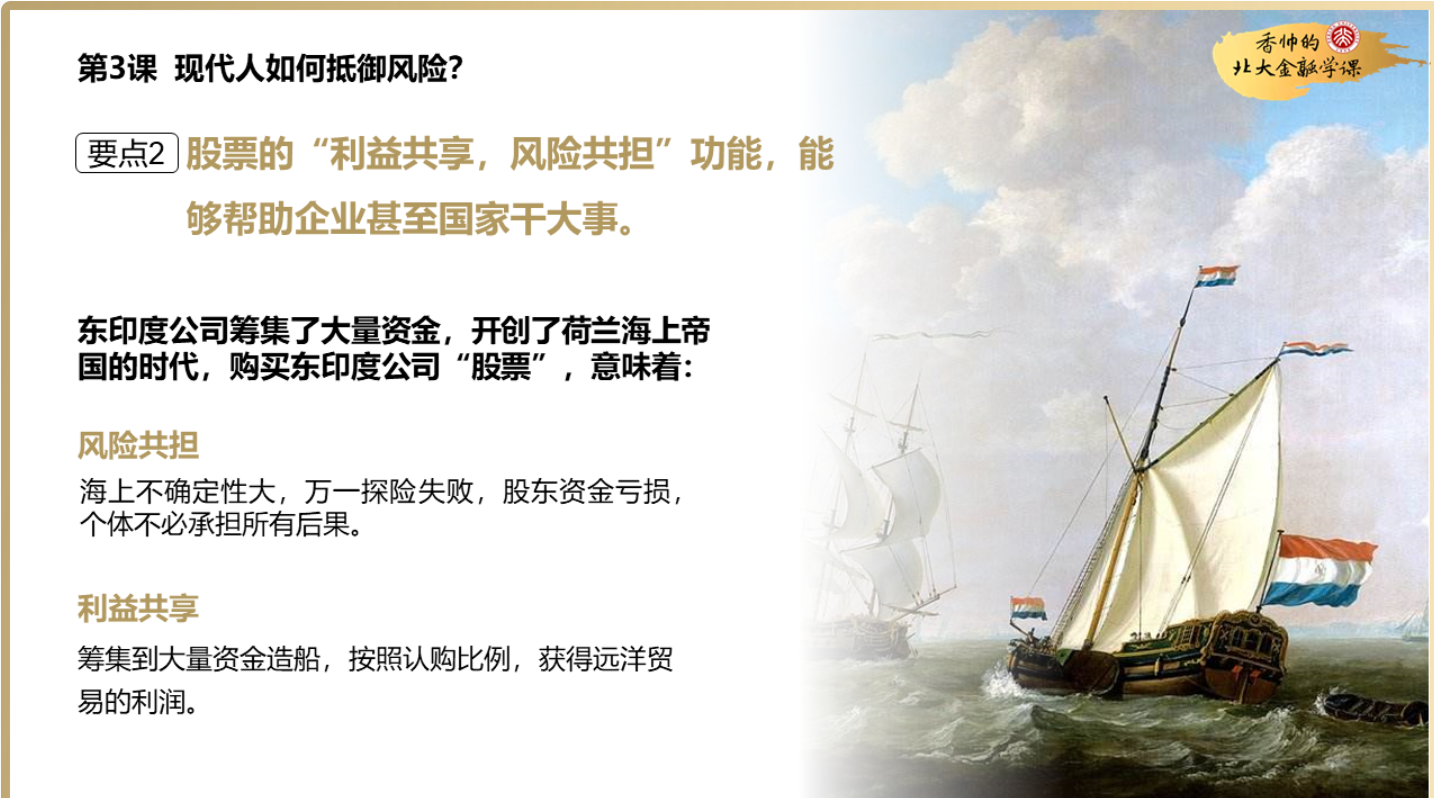 第3课 现代人如何抵御风险？
香帅的
北大金融学课
要点2 股票的“利益共享，风险共担”功能，能
够帮助企业甚至国家干大事。
东印度公司筹集了大量资金，开创了荷兰海上帝
国的时代，购买东印度公司“股票”，意味着：
风险共担
海上不确定性大，万一探险失败，股东资金亏损，
个体不必承担所有后果。
利益共享
筹集到大量资金造船，按照认购比例，获得远洋贸
易的利润。